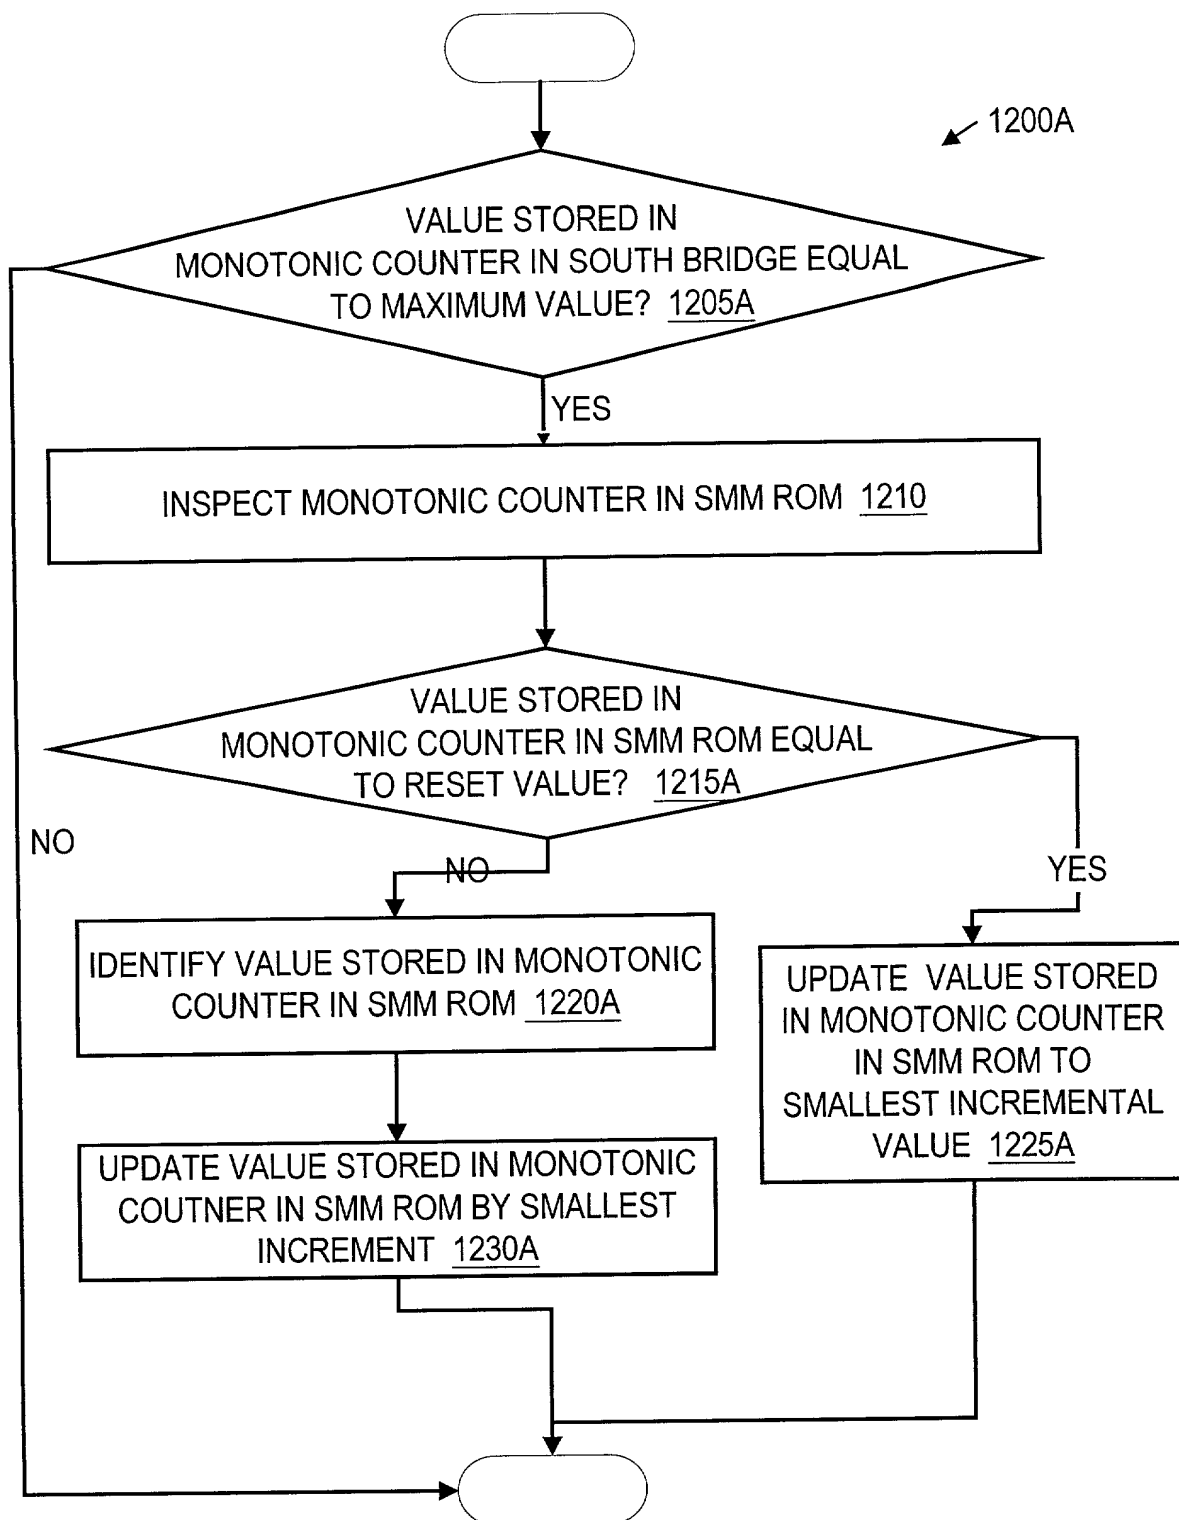 1200A
VALUE STORED IN
MONOTONIC COUNTER IN SOUTH BRIDGE EQUAL
TO MAXIMUM VALUE? 1205A
YES
INSPECT MONOTONIC COUNTER IN SMM ROM 1210
VALUE STORED IN
MONOTONIC COUNTER IN SMM ROM EQUAL
TO RESET VALUE? 1215A
NO
NO
YES
IDENTIFY VALUE STORED IN MONOTONIC
COUNTER IN SMM ROM 1220A
UPDATE VALUE STORED
IN MONOTONIC COUNTER
IN SMM ROM TO
SMALLEST INCREMENTAL
VALUE 1225A
UPDATE VALUE STORED IN MONOTONIC
COUTNER IN SMM ROM BY SMALLEST
INCREMENT 1230A